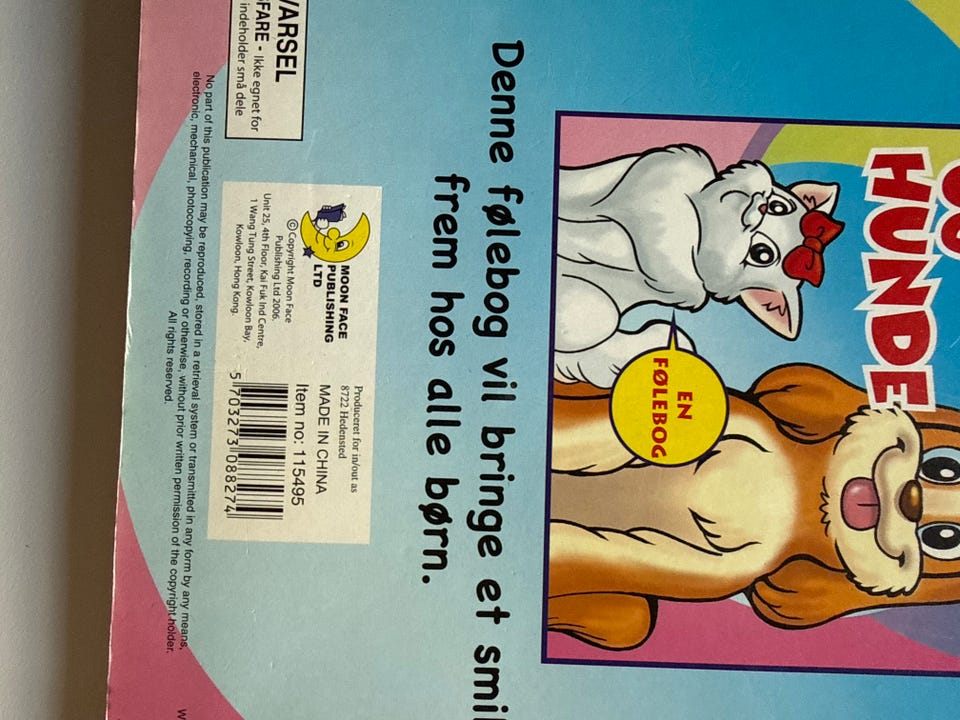 HUNDE
EN
FØLEBOG
Denne følebog vil bringe et smil
frem hos alle børn.
MOON FACE
PUBLISHING
LTD
© Copyright Moon Face
Publishing Ltd 2006.
Unit 25, 4th Floor, Kai Fuk Ind Centre,
1 Wang Tung Street, Kowloon Bay,
Kowloon, Hong Kong.
Produceret for in/out as
8722 Hedensted
MADE IN CHINA
Item no: 115495
5 703273 088274
VARSEL
FARE - Ikke egnet for
indeholder små dele
No part of this publication may be reproduced, stored in a retrieval system or transmitted in any form by any means,
electronic, mechanical, photocopying, recording or otherwise, without prior written permission of the copyright holder.
All rights reserved.